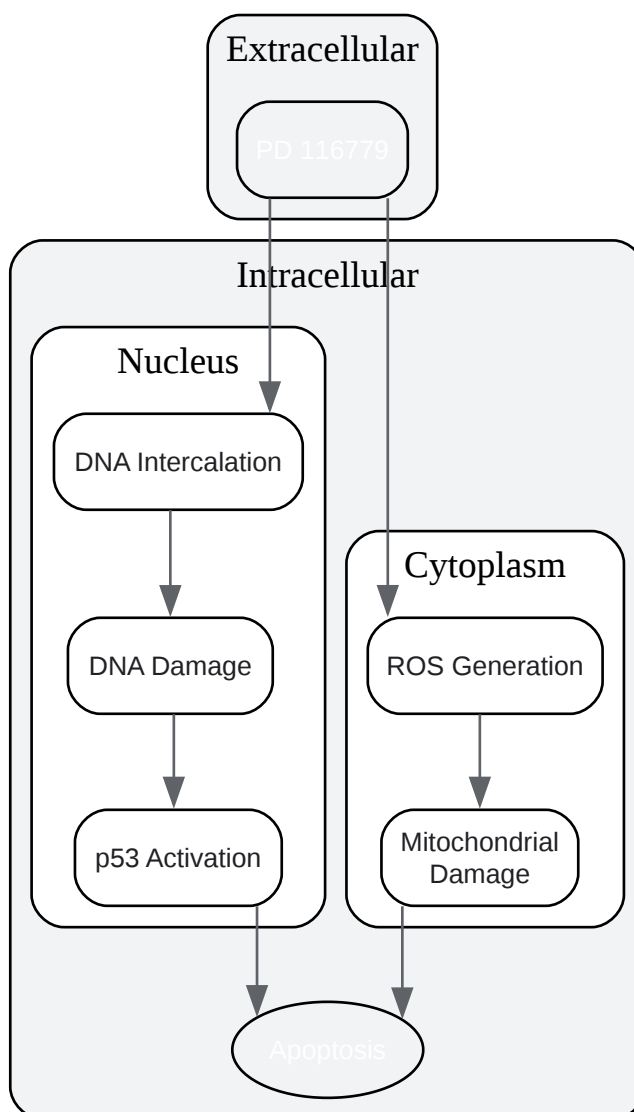 Extracellular
PD 116779
Intracellular
Nucleus
DNA Intercalation
Cytoplasm
DNA Damage
ROS Generation
p53 Activation
Mitochondrial
Damage
Apoptosis